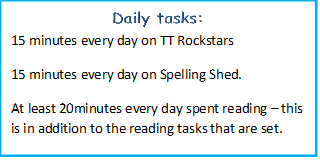 Daily tasks:
15 minutes every day on TT Rockstars
15 minutes every day on Spelling Shed.
At least 20minutes every day spent reading – this
is in addition to the reading tasks that are set.